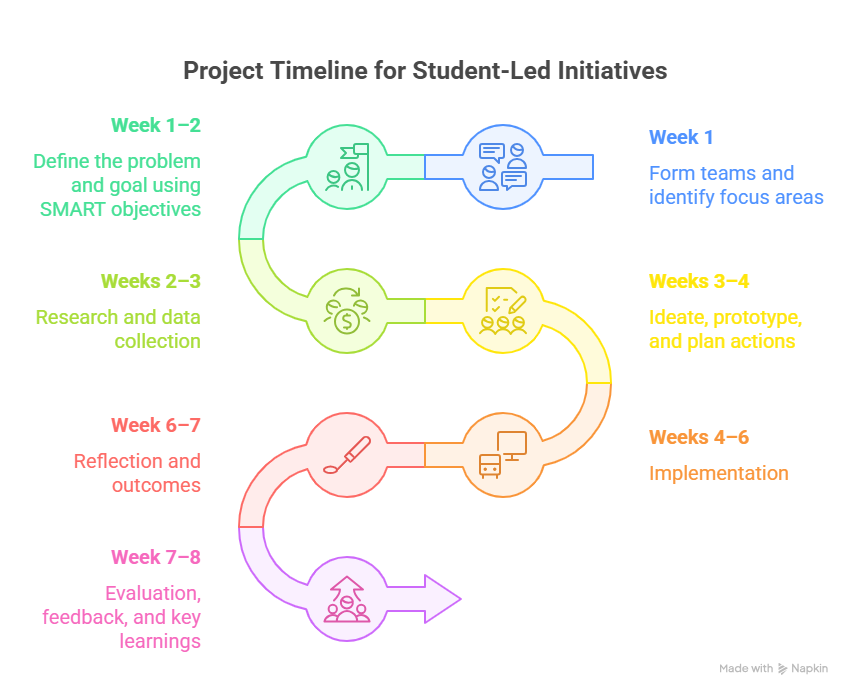 Project Timeline for Student-Led Initiatives
Week 1
Form teams and
identify focus areas
Week 1–2
Define the problem
and goal using
SMART objectives
Weeks 2–3
Research and data
collection
Weeks 3–4
Ideate, prototype,
and plan actions
Weeks 4–6
Implementation
Week 6–7
Reflection and
outcomes
Week 7–8
Evaluation,
feedback, and key
learnings
$
Made with Napkin